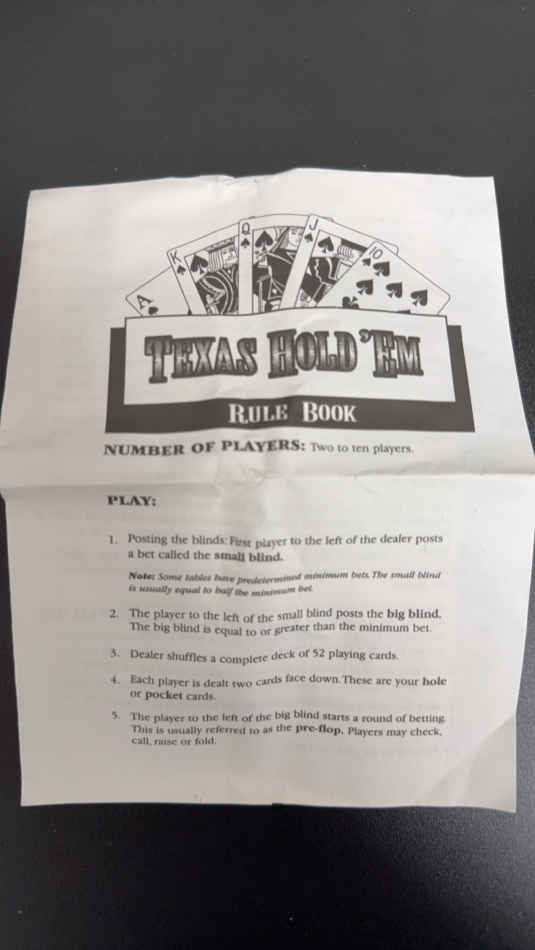 A K Q J 10
TEXAS HOLD'EM
RULE BOOK
NUMBER OF PLAYERS: Two to ten players.
PLAY:
1. Posting the blinds: First player to the left of the dealer posts
a bet called the small blind.
Note: Some tables have predetermined minimum bets. The small blind
is usually equal to half the minimum bet.
2. The player to the left of the small blind posts the big blind.
The big blind is equal to or greater than the minimum bet.
3. Dealer shuffles a complete deck of 52 playing cards.
4. Each player is dealt two cards face down. These are your hole
or pocket cards.
5. The player to the left of the big blind starts a round of betting.
This is usually referred to as the pre-flop. Players may check,
call, raise or fold.